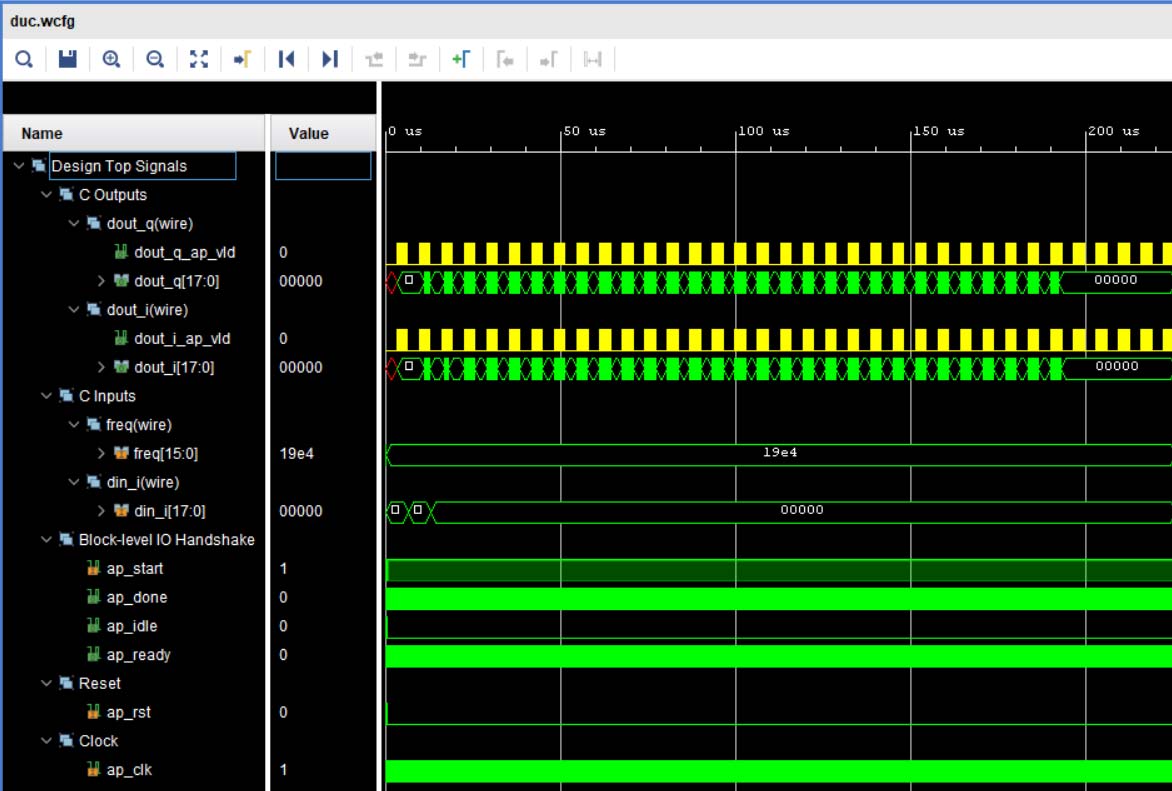 duc.wcfg
Name Value
0 us 50 us 100 us 150 us 200 us
Design Top Signals
C Outputs
dout_q(wire)
dout_q_ap_vld 0
dout_q[17:0] 00000 00000
dout_i(wire)
dout_i_ap_vld 0
dout_i[17:0] 00000 00000
C Inputs
freq(wire)
freq[15:0] 19e4 19e4
din_i(wire)
din_i[17:0] 00000 00000
Block-level IO Handshake
ap_start 1
ap_done 0
ap_idle 0
ap_ready 0
Reset
ap_rst 0
Clock
ap_clk 1